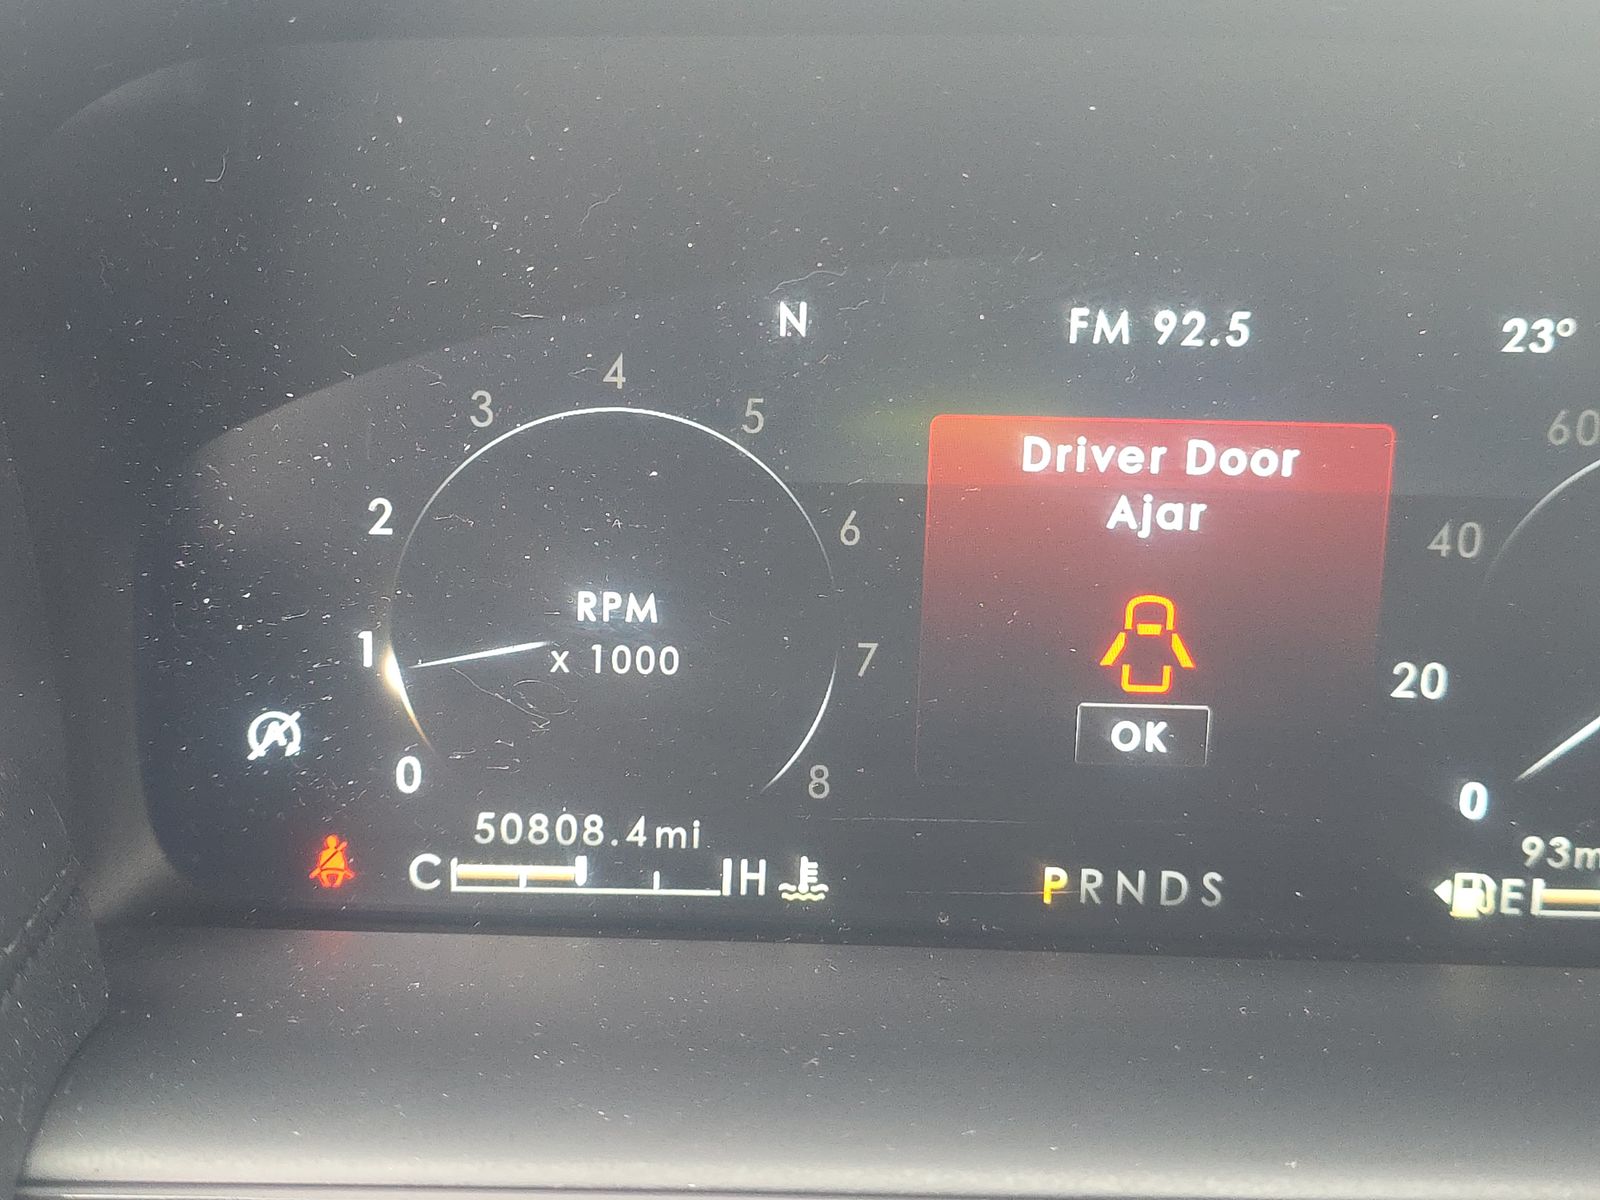 N
FM 92.5
23°
4
3
5
2
6
RPM
x 1000
1
7
0
8
50808.4mi
C
H
Driver Door
Ajar
OK
PRNDS
60
40
20
0
93m
E